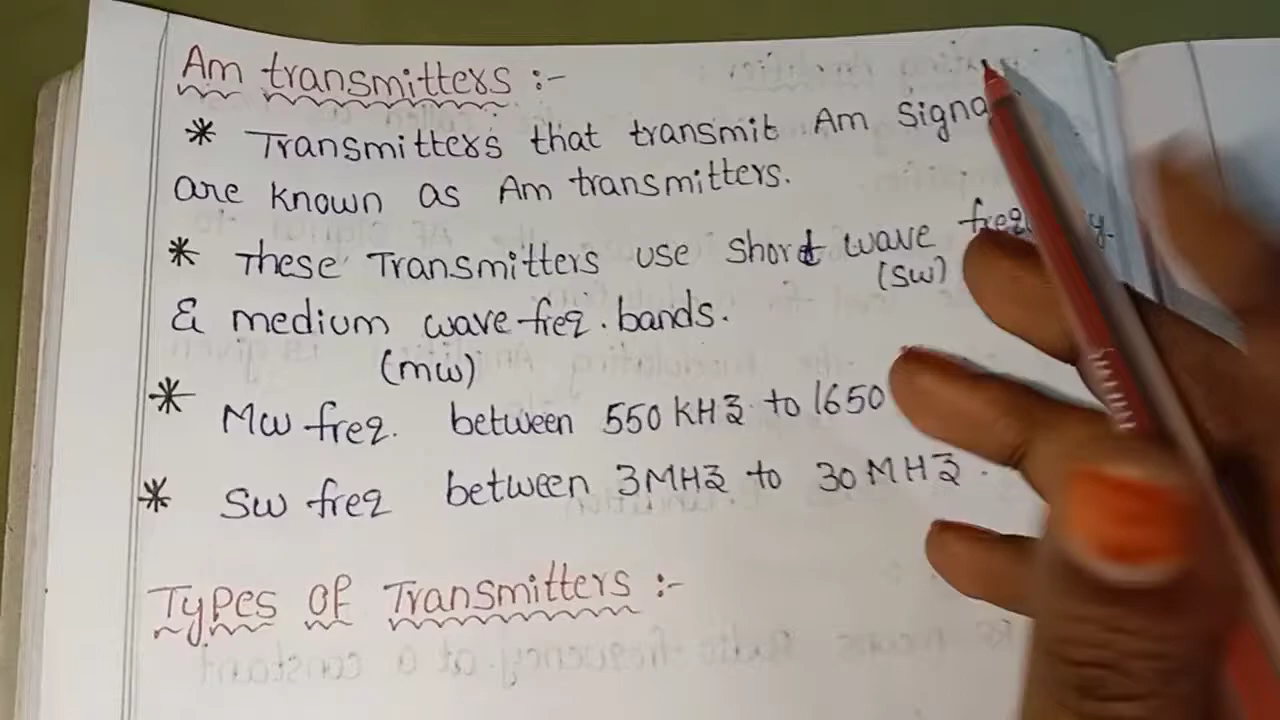 Am transmitters :-
* Transmitters that transmit Am signa
are known as Am transmitters.
* These Transmitters use short wave
(SW)
& medium wave freq. bands.
(mw)
* Mw freq. between 550 KHz to 1650
* Sw freq between 3MHz to 30 MHz.
Types of Transmitters :-